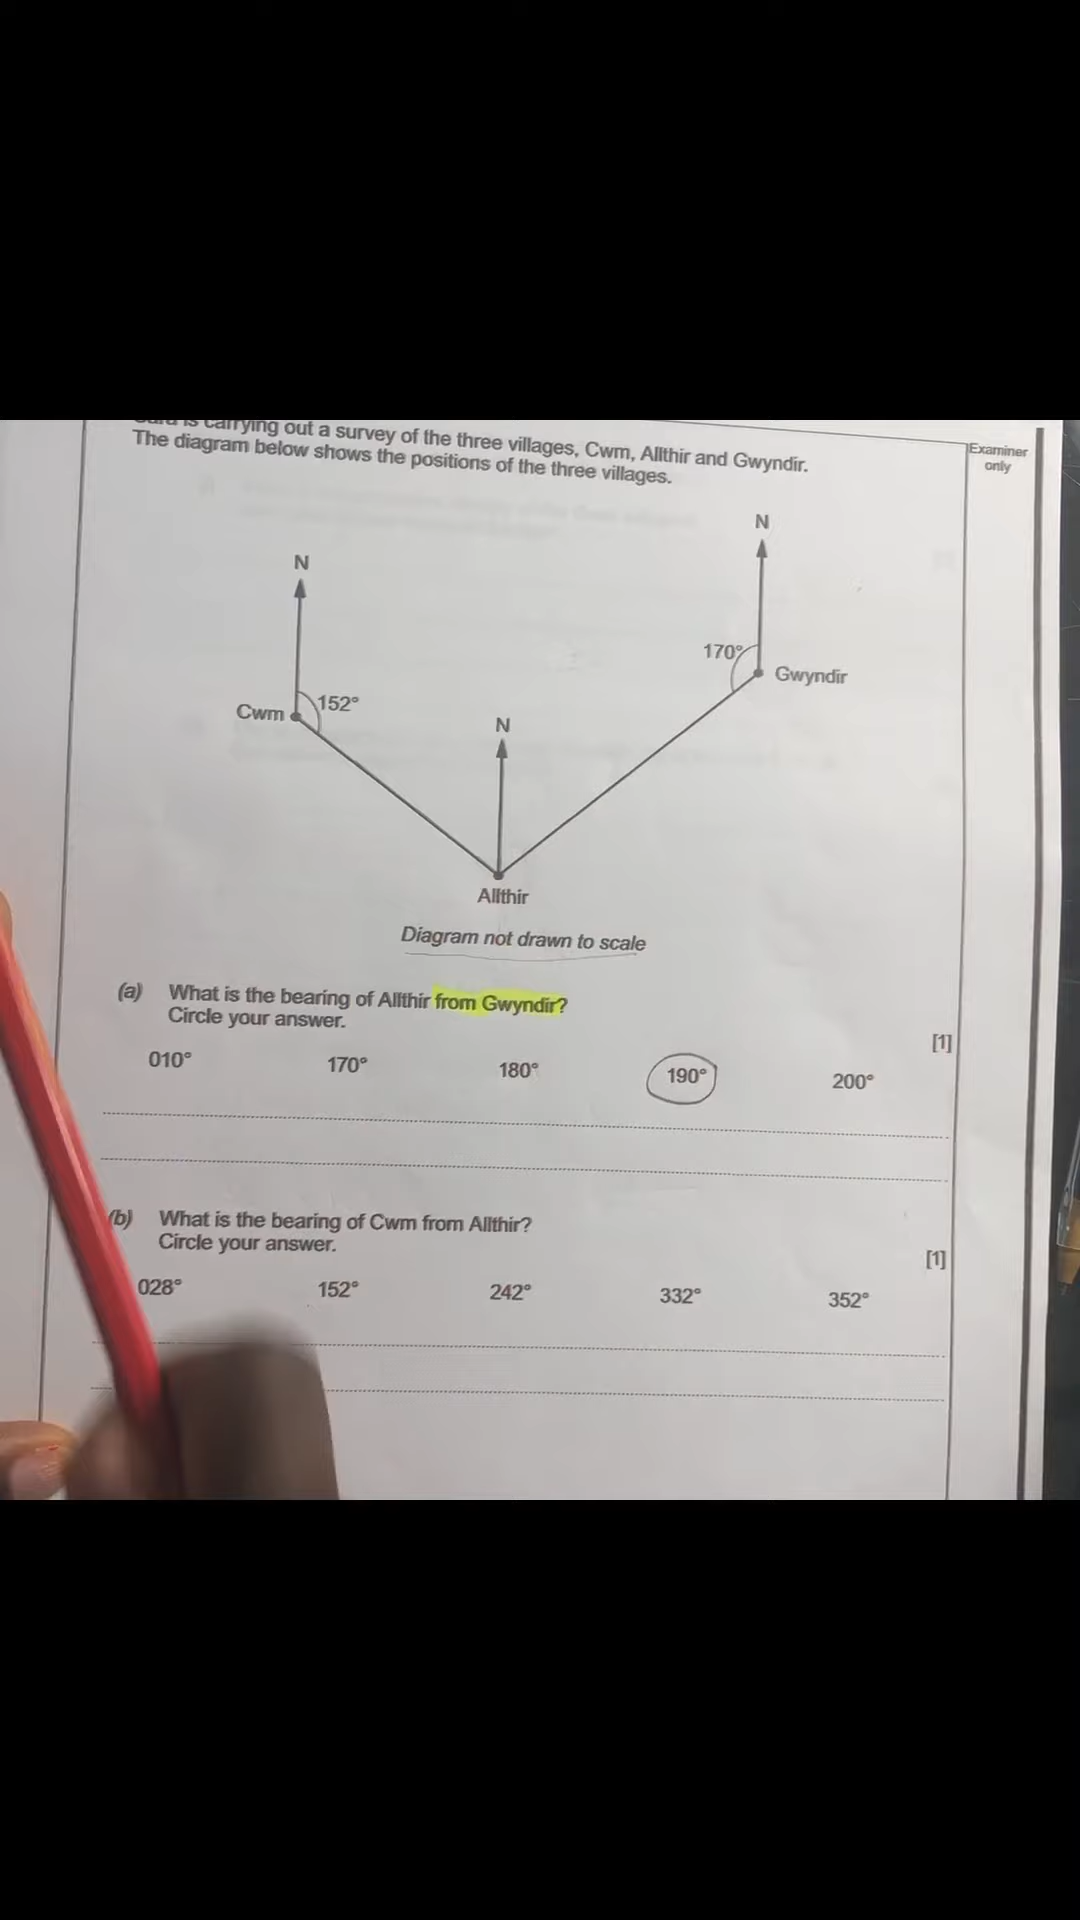 is carrying out a survey of the three villages, Cwm, Allthir and Gwyndir.
The diagram below shows the positions of the three villages.
Examiner
only
N
N
170°
Gwyndir
152°
Cwm
N
Allthir
Diagram not drawn to scale
(a) What is the bearing of Allthir from Gwyndir?
Circle your answer.
[1]
010° 170° 180° 190° 200°
(b) What is the bearing of Cwm from Allthir?
Circle your answer.
[1]
028° 152° 242° 332° 352°